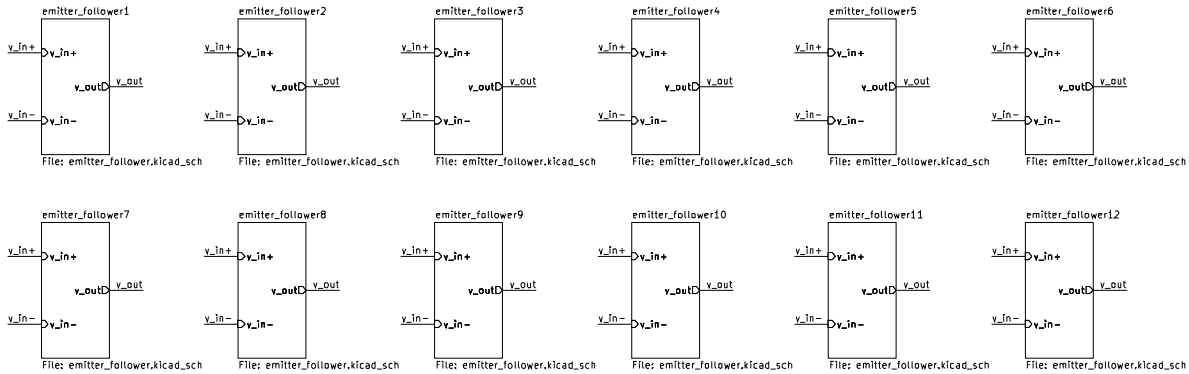 emitter_follower1 emitter_follower2 emitter_follower3 emitter_follower4 emitter_follower5 emitter_follower6
v_in+ v_in+ v_in+ v_in+ v_in+ v_in+ v_in+ v_in+ v_in+ v_in+ v_in+ v_in+
v_out v_out v_out v_out v_out v_out v_out v_out v_out v_out v_out v_out
v_in- v_in- v_in- v_in- v_in- v_in- v_in- v_in- v_in- v_in- v_in- v_in-
File: emitter_follower.kicad_sch File: emitter_follower.kicad_sch File: emitter_follower.kicad_sch File: emitter_follower.kicad_sch File: emitter_follower.kicad_sch File: emitter_follower.kicad_sch
emitter_follower7 emitter_follower8 emitter_follower9 emitter_follower10 emitter_follower11 emitter_follower12
v_in+ v_in+ v_in+ v_in+ v_in+ v_in+ v_in+ v_in+ v_in+ v_in+ v_in+ v_in+
v_out v_out v_out v_out v_out v_out v_out v_out v_out v_out v_out v_out
v_in- v_in- v_in- v_in- v_in- v_in- v_in- v_in- v_in- v_in- v_in- v_in-
File: emitter_follower.kicad_sch File: emitter_follower.kicad_sch File: emitter_follower.kicad_sch File: emitter_follower.kicad_sch File: emitter_follower.kicad_sch File: emitter_follower.kicad_sch